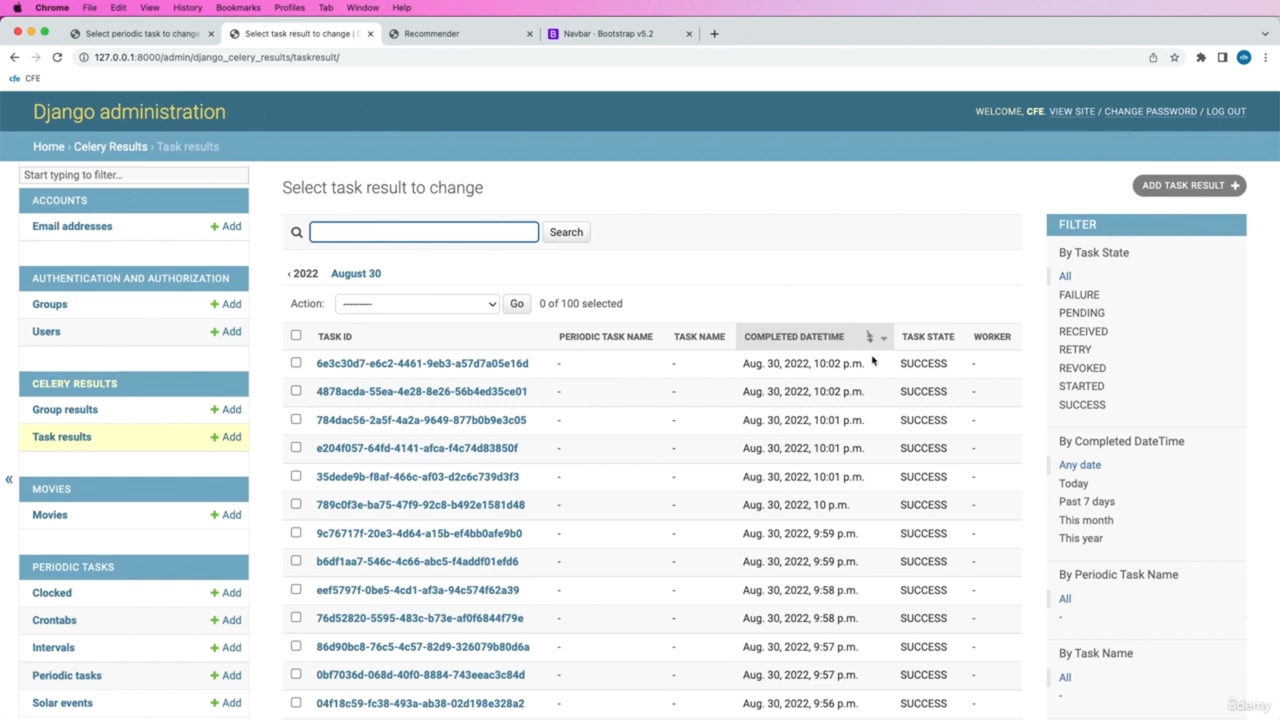 Chrome File Edit View History Bookmarks Profiles Tab Window Help
Select periodic task to change Select task result to change | D Recommender Navbar · Bootstrap v5.2
127.0.0.1:8000/admin/django_celery_results/taskresult/
cfe CFE
Django administration
WELCOME, CFE. VIEW SITE / CHANGE PASSWORD / LOG OUT
Home › Celery Results › Task results
Start typing to filter...
ACCOUNTS
Email addresses + Add
AUTHENTICATION AND AUTHORIZATION
Groups + Add
Users + Add
CELERY RESULTS
Group results + Add
Task results + Add
«
MOVIES
Movies + Add
PERIODIC TASKS
Clocked + Add
Crontabs + Add
Intervals + Add
Periodic tasks + Add
Solar events + Add
Select task result to change
ADD TASK RESULT +
Search
‹ 2022 August 30
Action: --------- Go 0 of 100 selected
TASK ID PERIODIC TASK NAME TASK NAME COMPLETED DATETIME TASK STATE WORKER
6e3c30d7-e6c2-4461-9eb3-a57d7a05e16d - - Aug. 30, 2022, 10:02 p.m. SUCCESS -
4878acda-55ea-4e28-8e26-56b4ed35ce01 - - Aug. 30, 2022, 10:02 p.m. SUCCESS -
784dac56-2a5f-4a2a-9649-877b0b9e3c05 - - Aug. 30, 2022, 10:01 p.m. SUCCESS -
e204f057-64fd-4141-afca-f4c74d83850f - - Aug. 30, 2022, 10:01 p.m. SUCCESS -
35dede9b-f8af-466c-af03-d2c6c739d3f3 - - Aug. 30, 2022, 10:01 p.m. SUCCESS -
789c0f3e-ba75-47f9-92c8-b492e1581d48 - - Aug. 30, 2022, 10 p.m. SUCCESS -
9c76717f-20e3-4d64-a15b-ef4bb0afe9b0 - - Aug. 30, 2022, 9:59 p.m. SUCCESS -
b6df1aa7-546c-4c66-abc5-f4addf01efd6 - - Aug. 30, 2022, 9:59 p.m. SUCCESS -
eef5797f-0be5-4cd1-af3a-94c574f62a39 - - Aug. 30, 2022, 9:58 p.m. SUCCESS -
76d52820-5595-483c-b73e-af0f6844f79e - - Aug. 30, 2022, 9:58 p.m. SUCCESS -
86d90bc8-76c5-4c57-82d9-326079b80d6a - - Aug. 30, 2022, 9:57 p.m. SUCCESS -
0bf7036d-068d-40f0-8884-743eeac3c84d - - Aug. 30, 2022, 9:57 p.m. SUCCESS -
04f18c59-fc38-493a-ab38-02d198e328a2 - - Aug. 30, 2022, 9:56 p.m. SUCCESS -
FILTER
By Task State
All
FAILURE
PENDING
RECEIVED
RETRY
REVOKED
STARTED
SUCCESS
By Completed DateTime
Any date
Today
Past 7 days
This month
This year
By Periodic Task Name
All
-
By Task Name
All
-
ûdemy